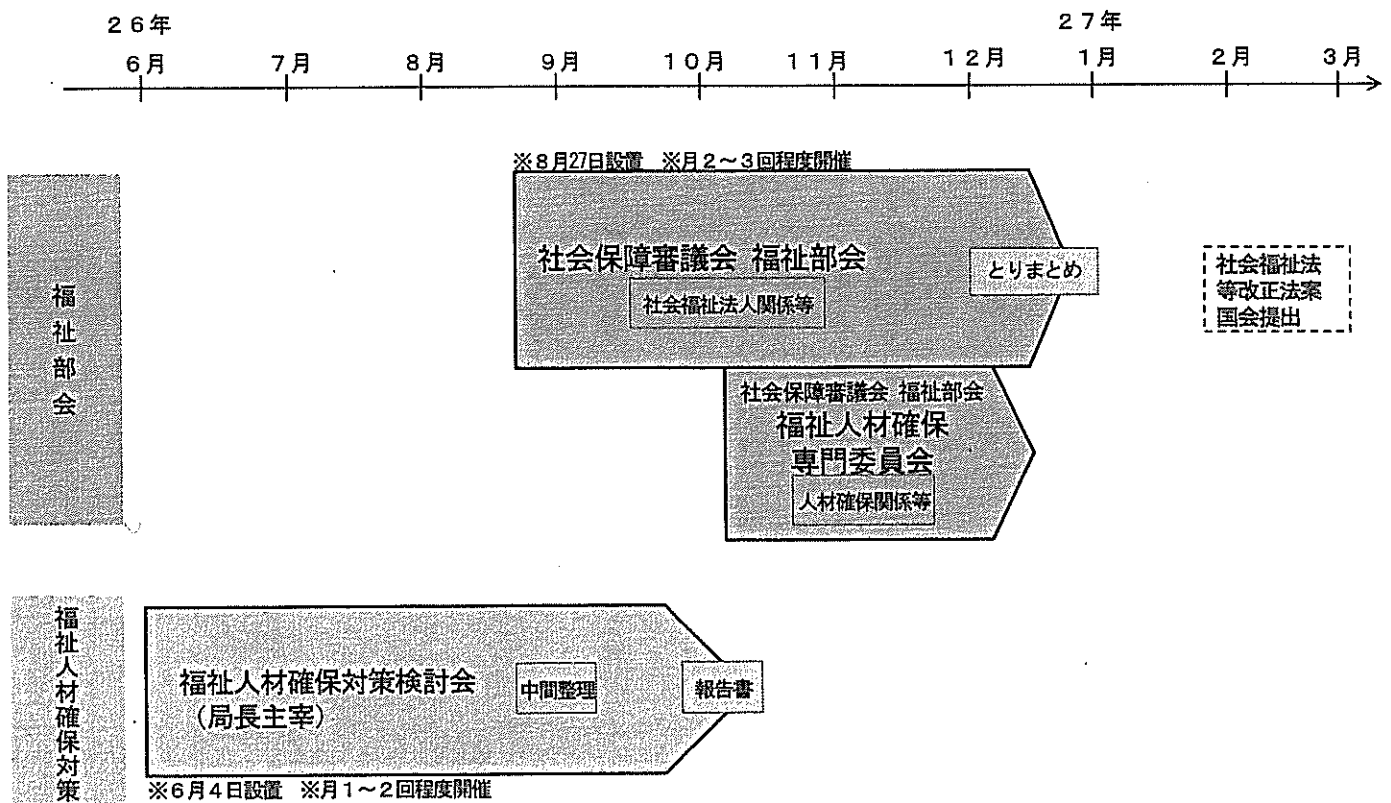 26年
27年
6月 7月 8月 9月 10月 11月 12月 1月 2月 3月
※8月27日設置 ※月2~3回程度開催
福祉部会
社会保障審議会 福祉部会
社会福祉法人関係等
とりまとめ
社会福祉法
等改正法案
国会提出
社会保障審議会 福祉部会
福祉人材確保
専門委員会
人材確保関係等
福祉人材確保対策
福祉人材確保対策検討会
(局長主宰)
中間整理
報告書
※6月4日設置 ※月1~2回程度開催